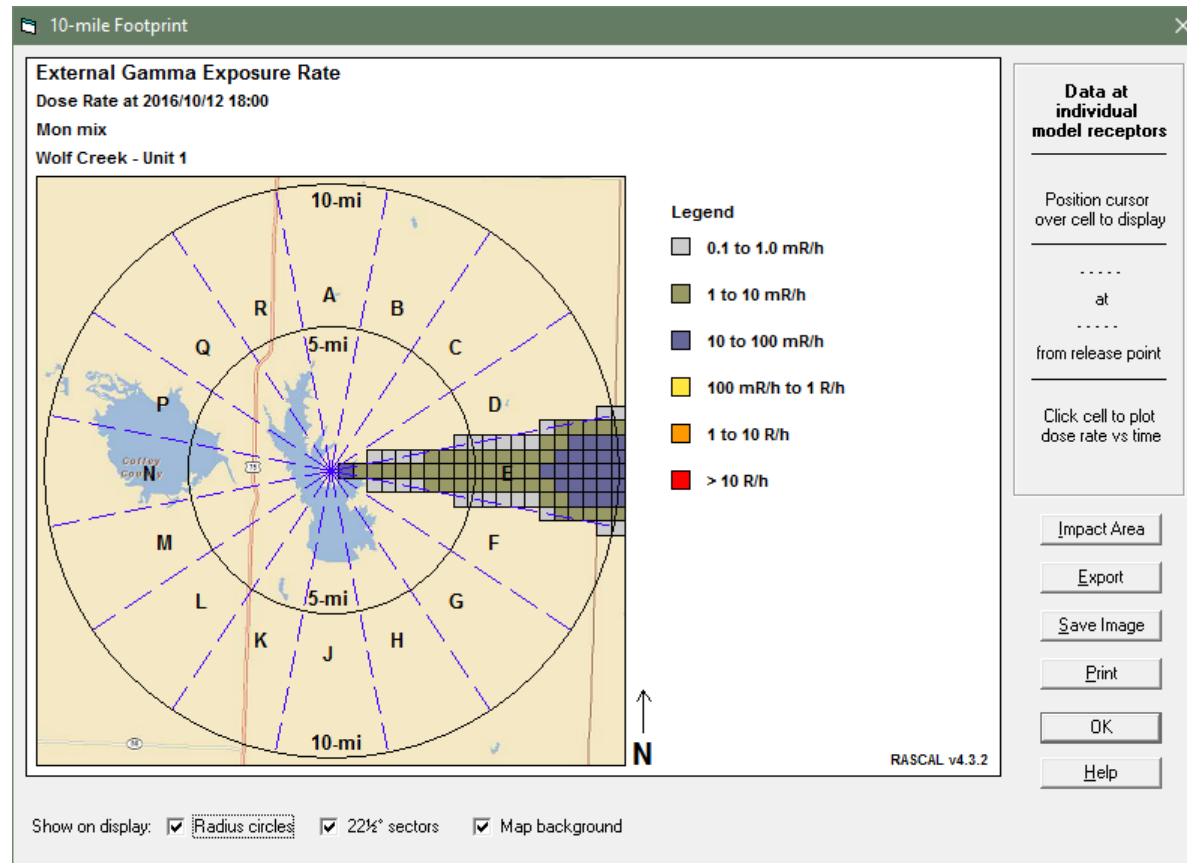 10-mile Footprint
External Gamma Exposure Rate
Dose Rate at 2016/10/12 18:00
Mon mix
Wolf Creek - Unit 1
10-mi
A
R
B
5-mi
Q
C
P
D
Coffey
County
N
75
E
M
F
L
G
5-mi
K
H
J
10-mi
N
Legend
0.1 to 1.0 mR/h
1 to 10 mR/h
10 to 100 mR/h
100 mR/h to 1 R/h
1 to 10 R/h
> 10 R/h
RASCAL v4.3.2
Data at
individual
model receptors
Position cursor
over cell to display
- - - - -
at
- - - - -
from release point
Click cell to plot
dose rate vs time
Impact Area
Export
Save Image
Print
OK
Help
Show on display: Radius circles 22½° sectors Map background